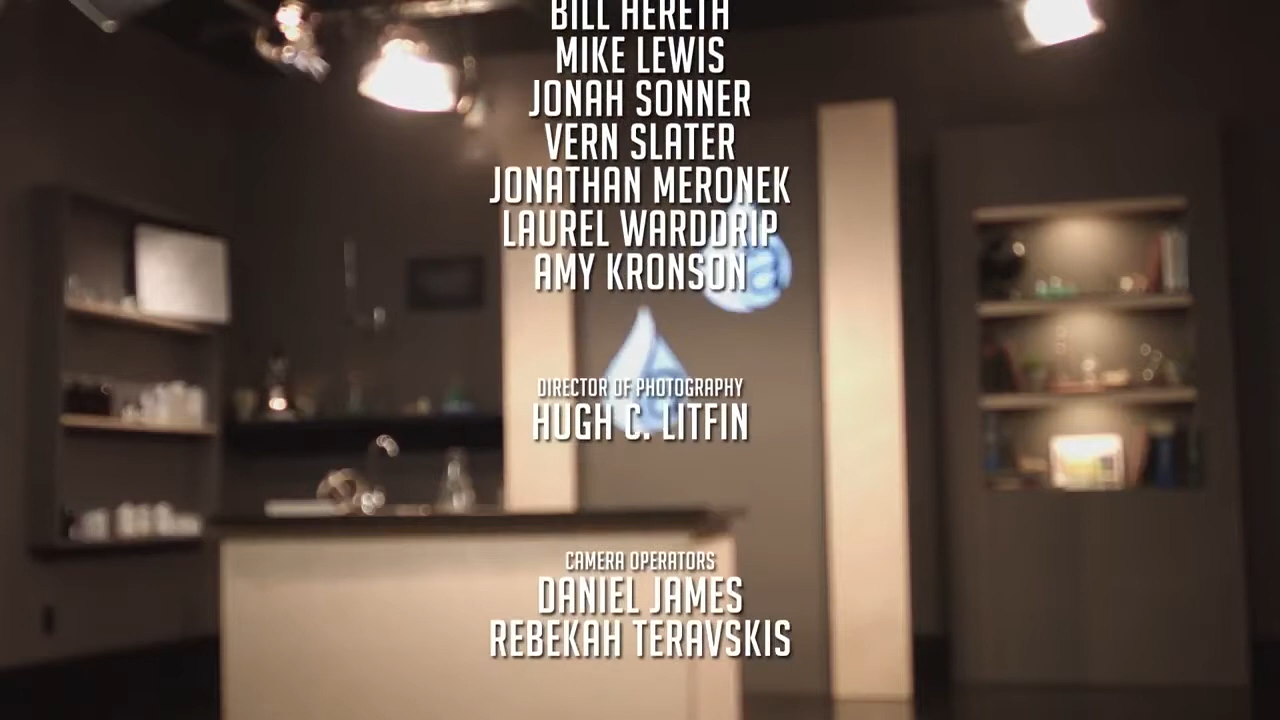 BILL HERETH
MIKE LEWIS
JONAH SONNER
VERN SLATER
JONATHAN MERONEK
LAUREL WARDDRIP
AMY KRONSON
DIRECTOR OF PHOTOGRAPHY
HUGH C. LITFIN
CAMERA OPERATORS
DANIEL JAMES
REBEKAH TERAVSKIS